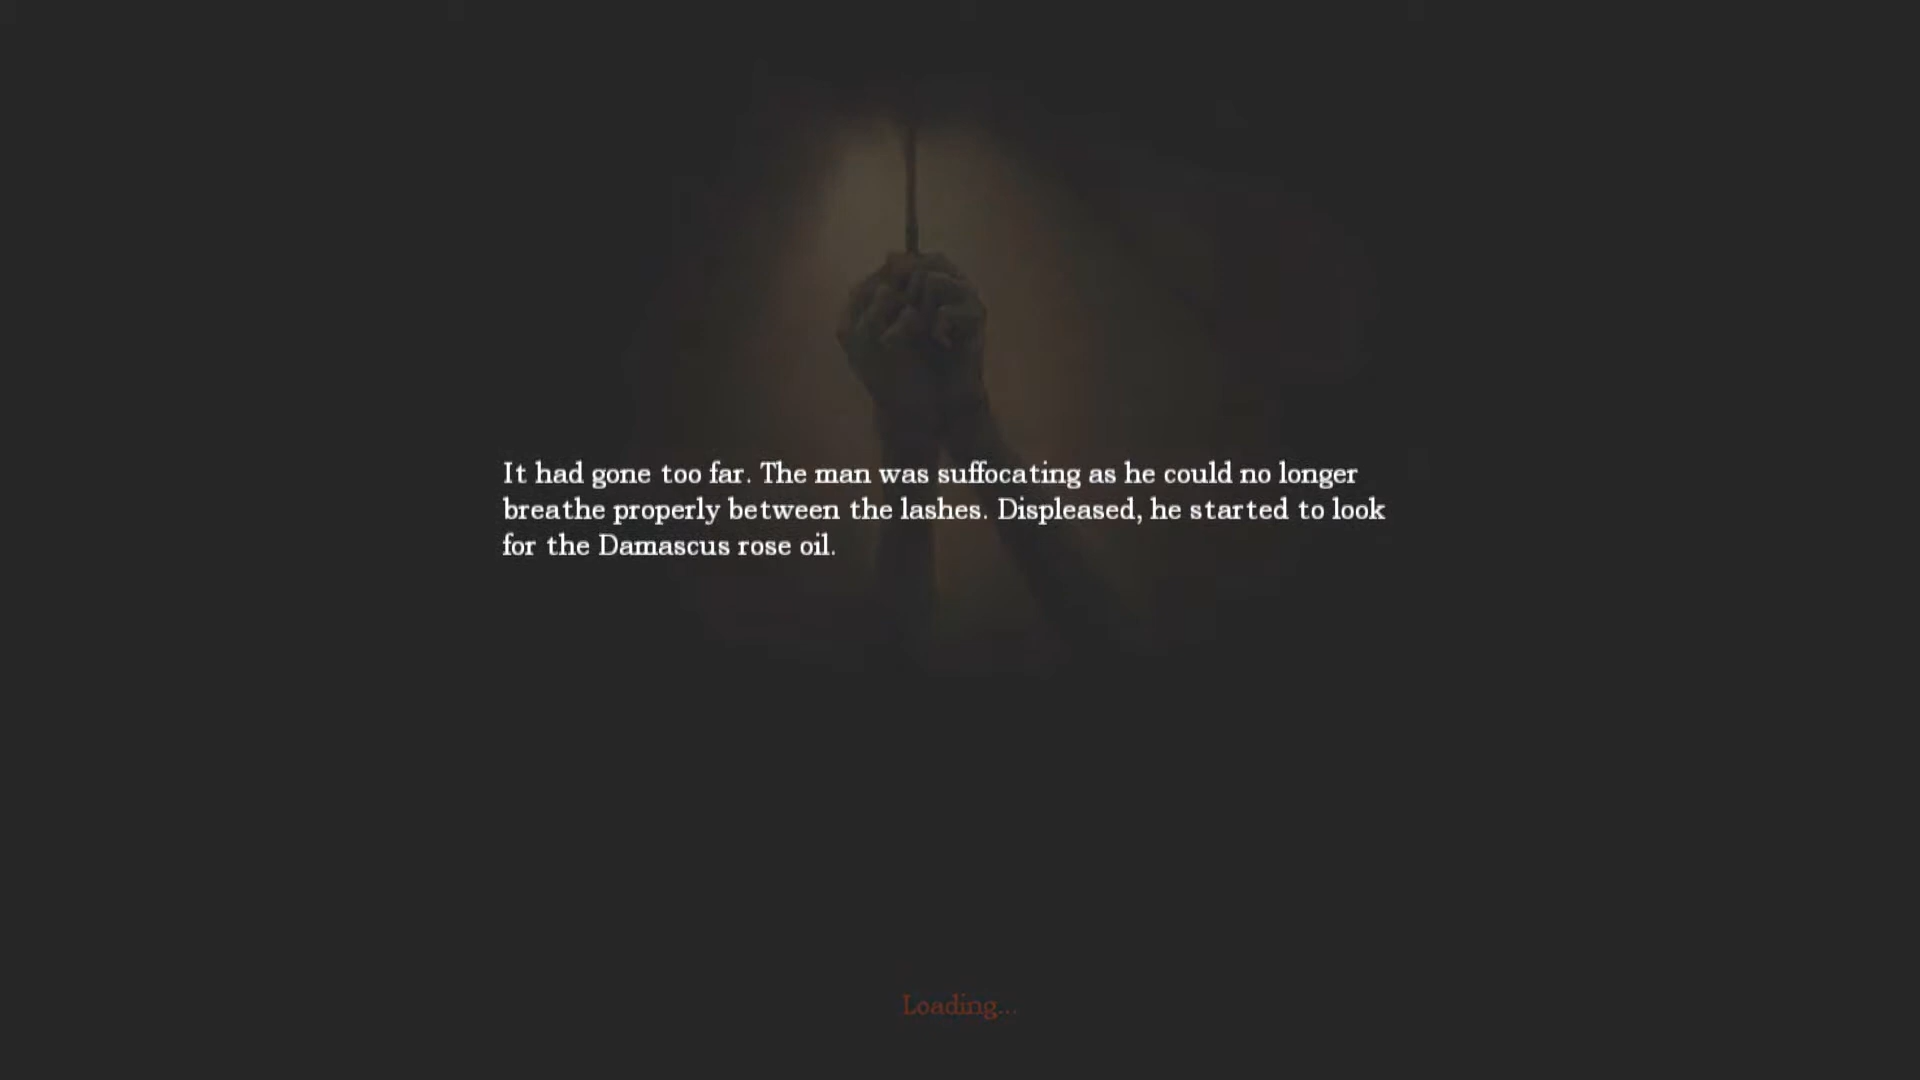 It had gone too far. The man was suffocating as he could no longer
breathe properly between the lashes. Displeased, he started to look
for the Damascus rose oil.
Loading...